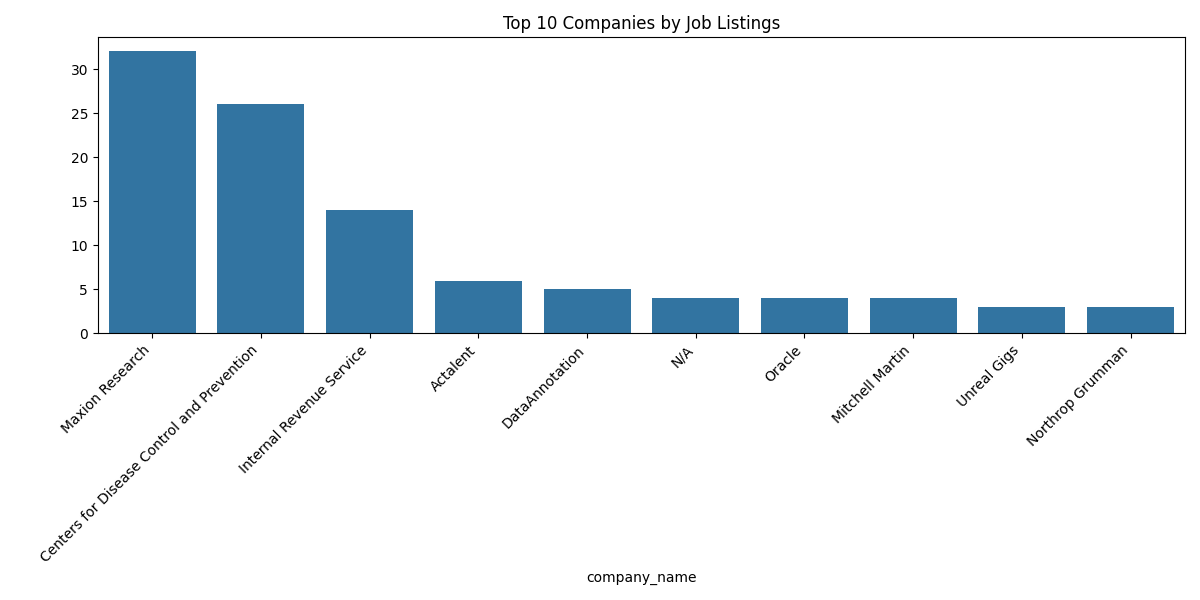 Top 10 Companies by Job Listings
30
25
20
15
10
5
0
Maxion Research
Centers for Disease Control and Prevention
Internal Revenue Service
Actalent
DataAnnotation
N/A
Oracle
Mitchell Martin
Unreal Gigs
Northrop Grumman
company_name